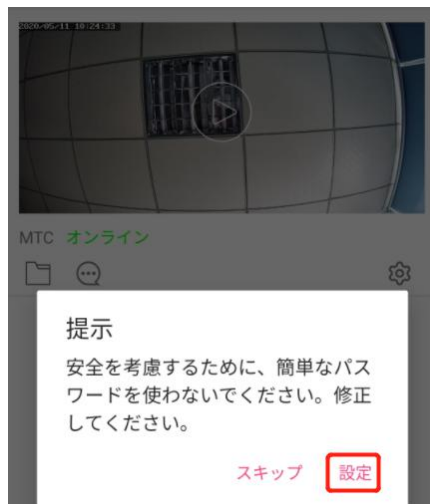 2020/05/11 10:24:33
MTC オンライン
提示
安全を考慮するために、簡単なパス
ワードを使わないでください。修正
してください。
スキップ 設定